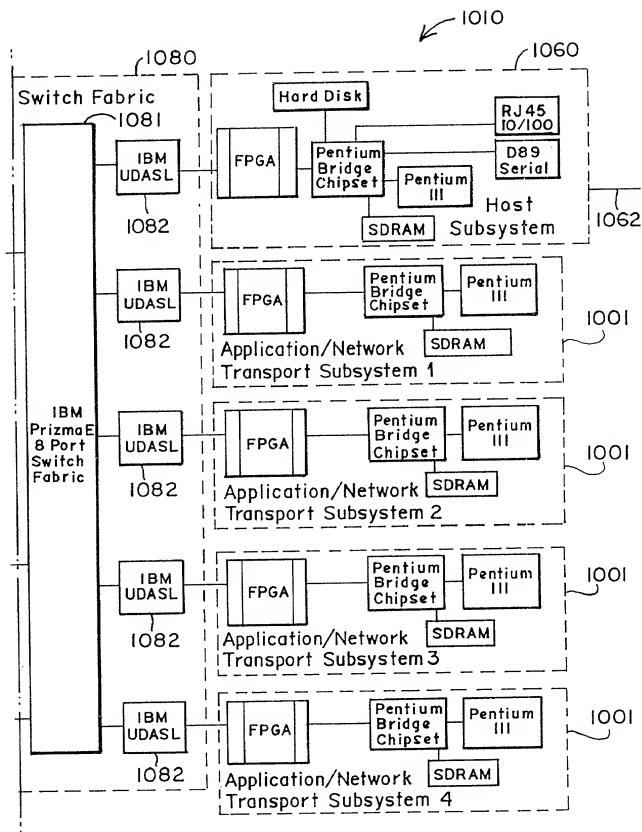 1010
1080
1060
Switch Fabric
1081
Hard Disk
RJ45
10/100
IBM
UDASL
FPGA
Pentium
Bridge
Chipset
D89
Serial
Pentium
III
1082
Host
Subsystem
SDRAM
1062
IBM
UDASL
FPGA
Pentium
Bridge
Chipset
Pentium
III
1001
1082
SDRAM
Application/Network
Transport Subsystem 1
IBM
PrizmaE
8 Port
Switch
Fabric
IBM
UDASL
FPGA
Pentium
Bridge
Chipset
Pentium
III
1001
1082
SDRAM
Application/Network
Transport Subsystem 2
IBM
UDASL
FPGA
Pentium
Bridge
Chipset
Pentium
III
1001
1082
SDRAM
Application/Network
Transport Subsystem 3
IBM
UDASL
FPGA
Pentium
Bridge
Chipset
Pentium
III
1001
1082
SDRAM
Application/Network
Transport Subsystem 4